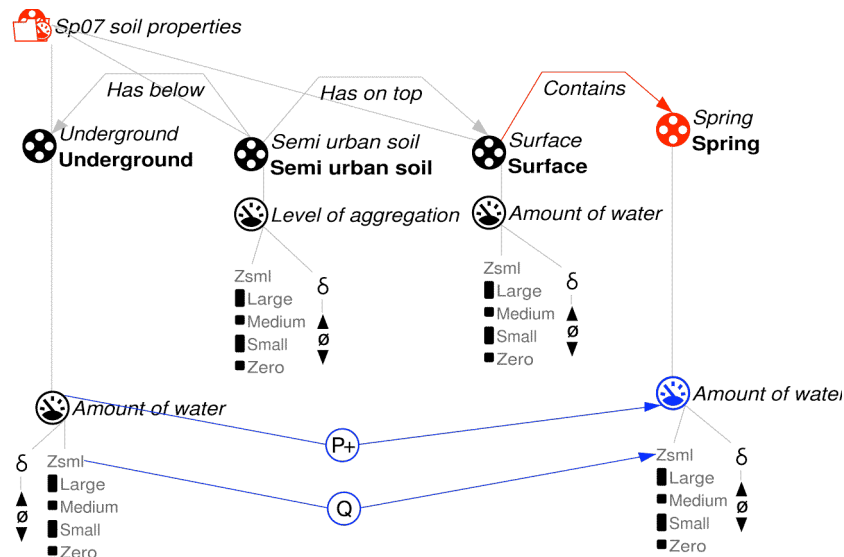 Sp07 soil properties
Has below
Has on top
Contains
Underground
Underground
Semi urban soil
Semi urban soil
Surface
Surface
Spring
Spring
Level of aggregation
Amount of water
Zsml
Large
Medium
Small
Zero
δ
ø
Zsml
Large
Medium
Small
Zero
δ
ø
Amount of water
P+
Amount of water
δ
ø
Zsml
Large
Medium
Small
Zero
Q
Zsml
Large
Medium
Small
Zero
δ
ø